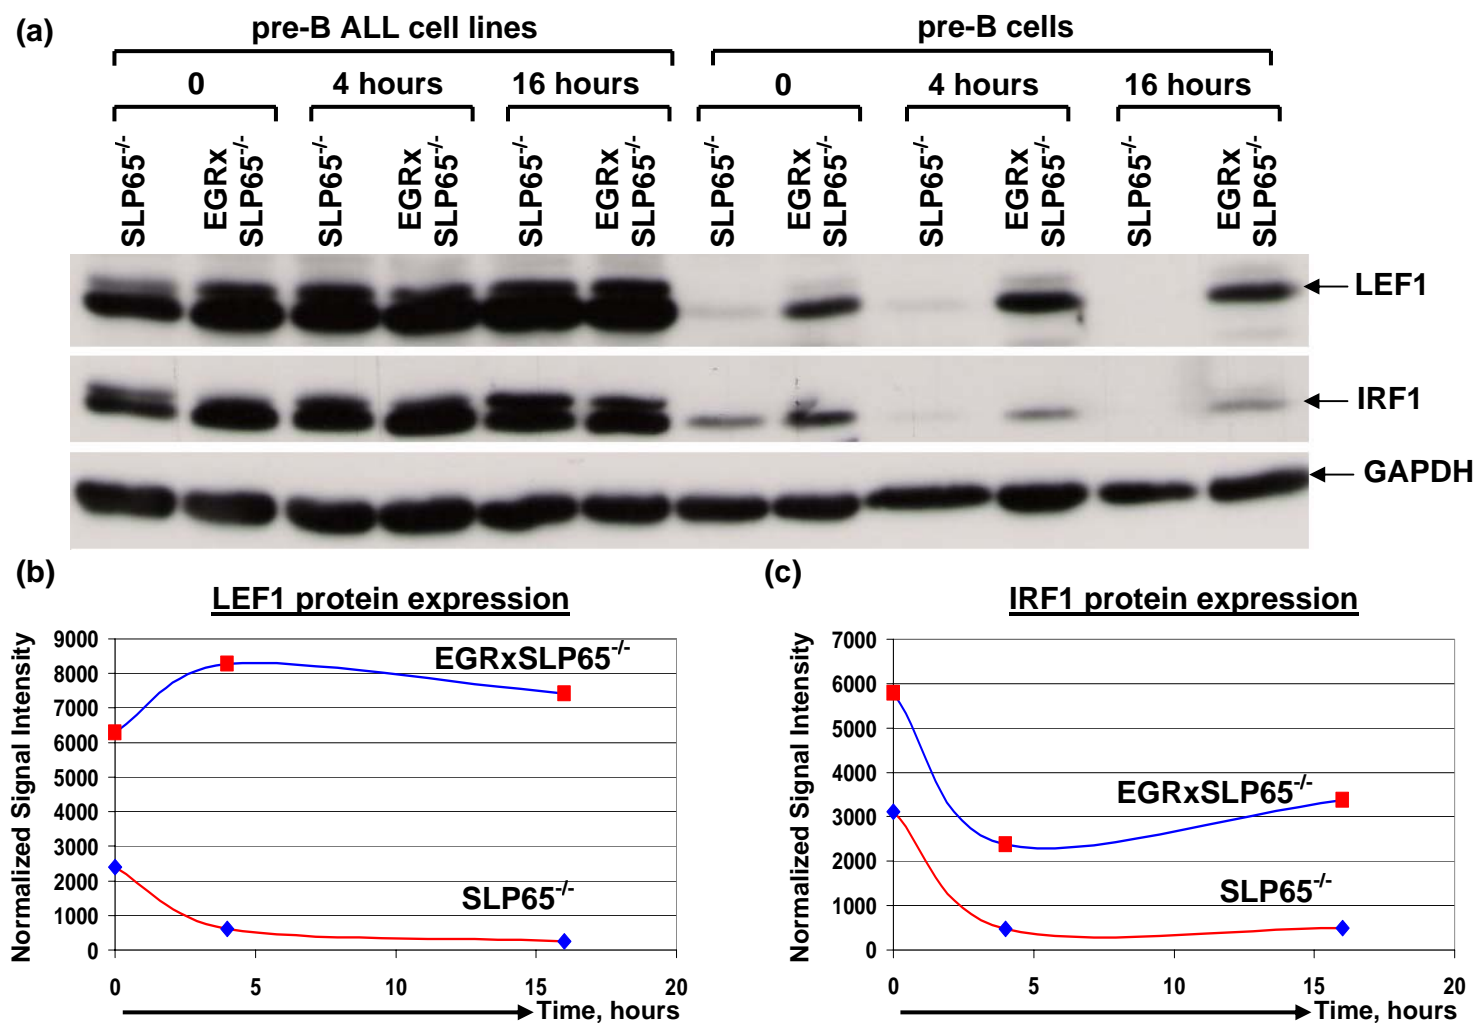 (a)
pre-B ALL cell lines
pre-B cells
0
4 hours
16 hours
0
4 hours
16 hours
SLP65-/-
EGRx
SLP65-/-
SLP65-/-
EGRx
SLP65-/-
SLP65-/-
EGRx
SLP65-/-
SLP65-/-
EGRx
SLP65-/-
SLP65-/-
EGRx
SLP65-/-
SLP65-/-
EGRx
SLP65-/-
LEF1
IRF1
GAPDH
(b)
LEF1 protein expression
Normalized Signal Intensity
9000
8000
7000
6000
5000
4000
3000
2000
1000
0
EGRxSLP65-/-
SLP65-/-
0 5 10 15 20
Time, hours
(c)
IRF1 protein expression
Normalized Signal Intensity
7000
6000
5000
4000
3000
2000
1000
0
EGRxSLP65-/-
SLP65-/-
0 5 10 15 20
Time, hours